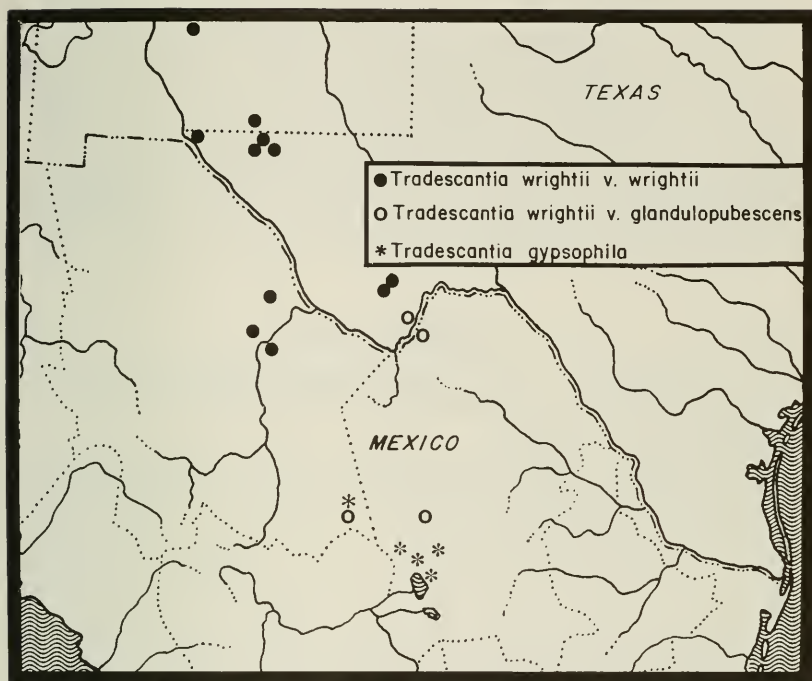 TEXAS
●Tradescantia wrightii v. wrightii
○Tradescantia wrightii v. glandulopubescens
*Tradescantia gypsophila
MEXICO